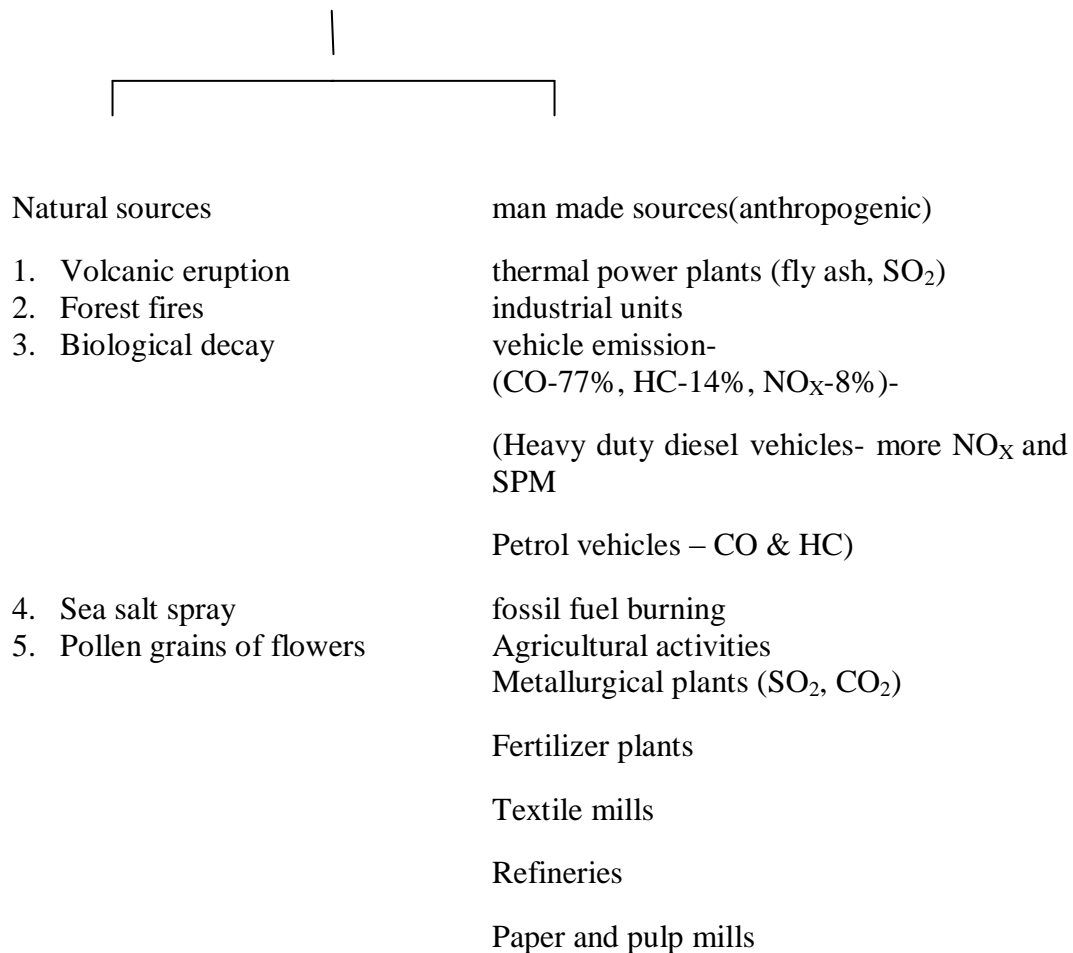 Natural sources man made sources(anthropogenic)
1. Volcanic eruption thermal power plants (fly ash, SO₂)
2. Forest fires industrial units
3. Biological decay vehicle emission-
(CO-77%, HC-14%, NOX-8%)-
(Heavy duty diesel vehicles- more NOX and
SPM
Petrol vehicles – CO & HC)
4. Sea salt spray fossil fuel burning
5. Pollen grains of flowers Agricultural activities
Metallurgical plants (SO₂, CO₂)
Fertilizer plants
Textile mills
Refineries
Paper and pulp mills